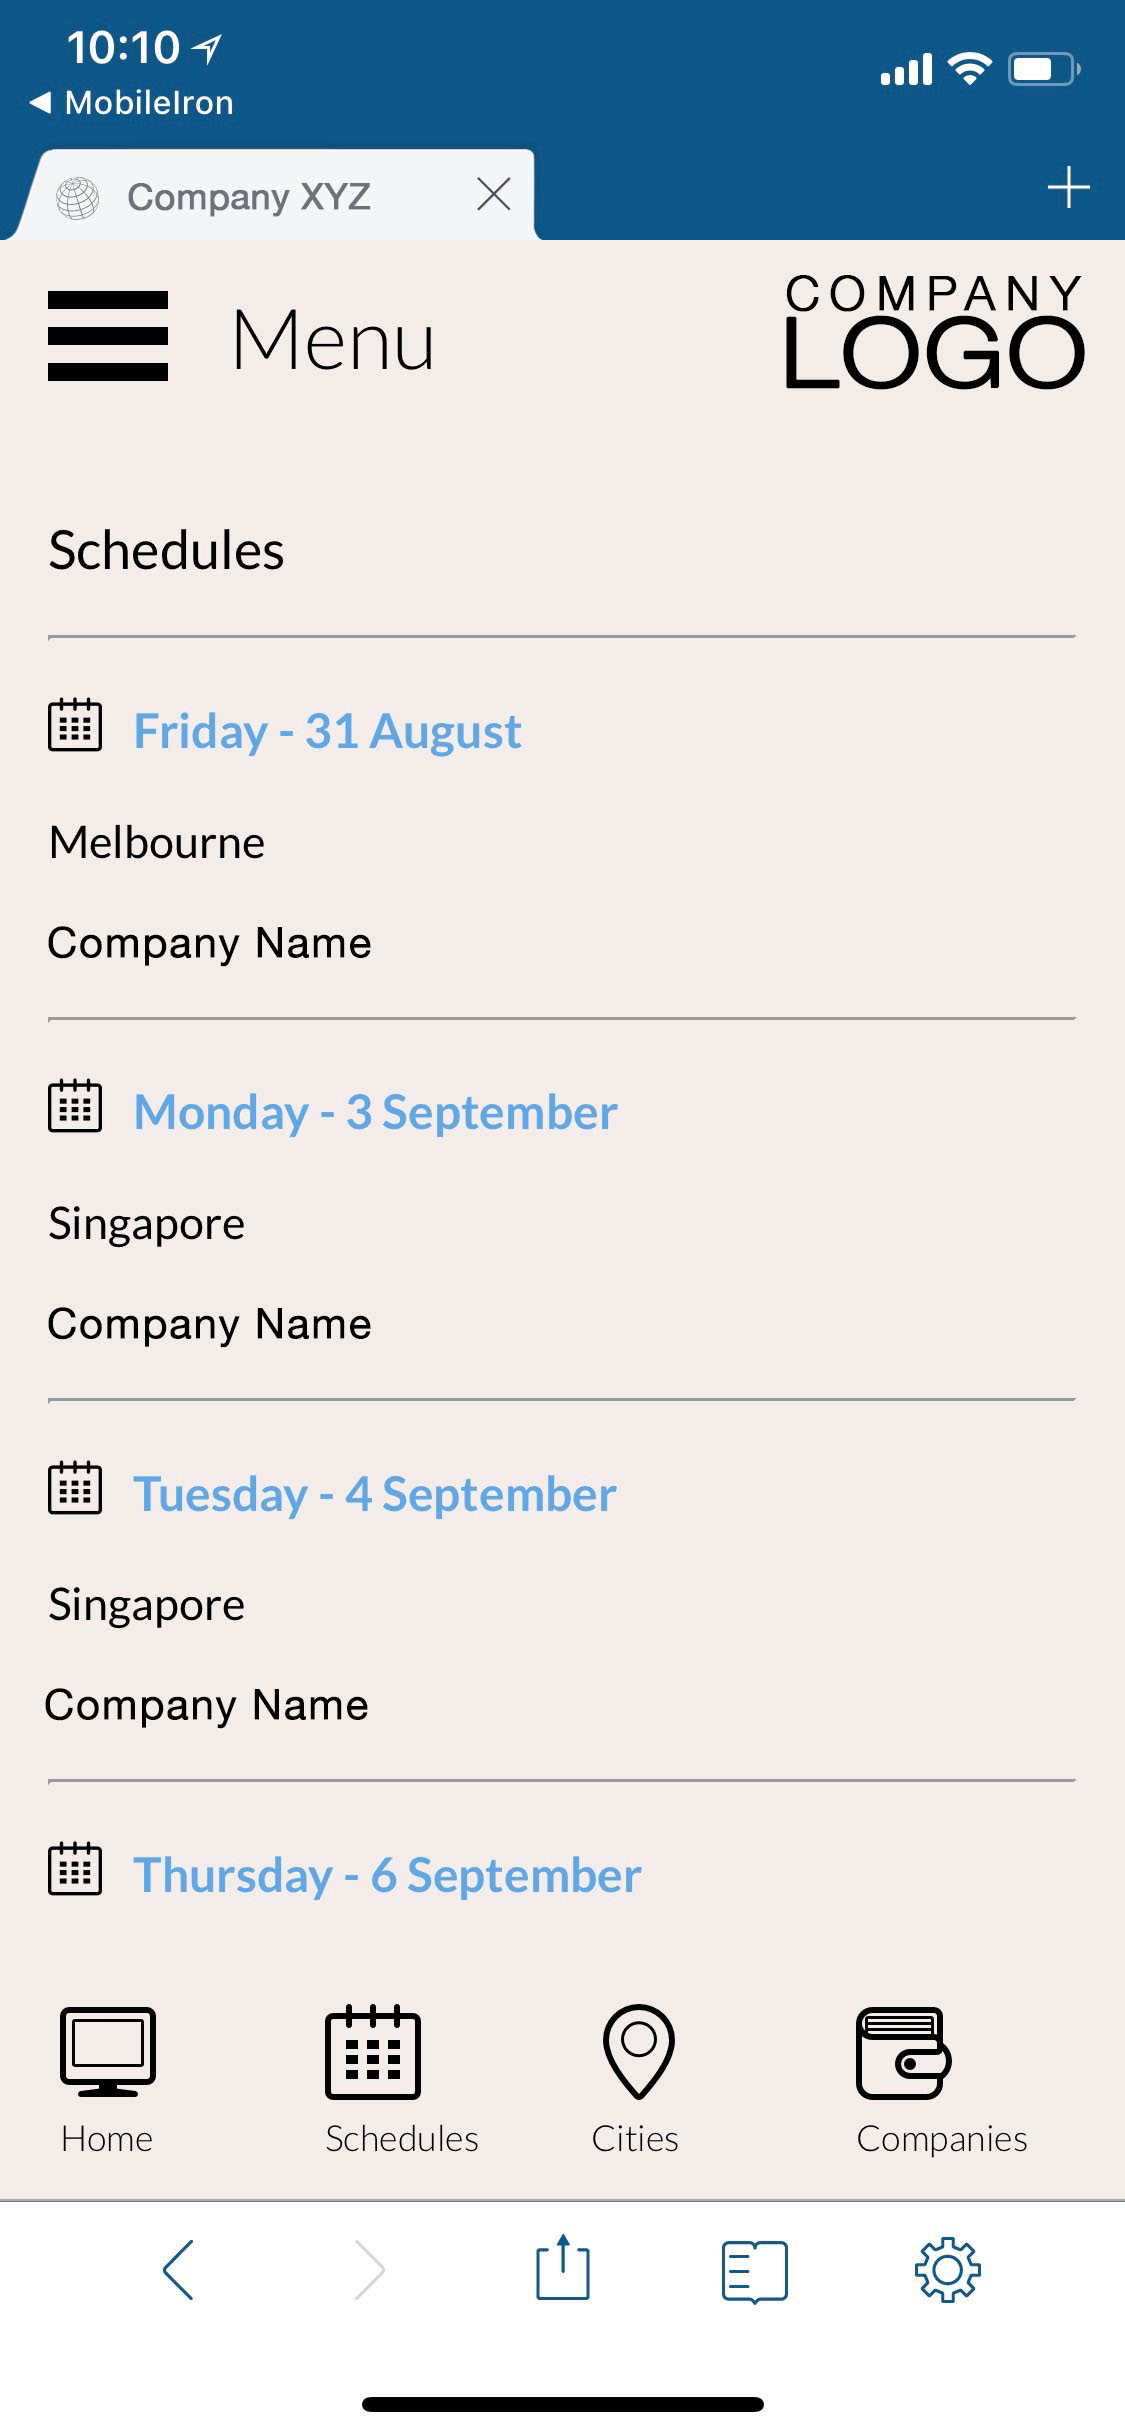 10:10
MobileIron
Company XYZ
Menu
COMPANY
LOGO
Schedules
Friday - 31 August
Melbourne
Company Name
Monday - 3 September
Singapore
Company Name
Tuesday - 4 September
Singapore
Company Name
Thursday - 6 September
Home Schedules Cities Companies